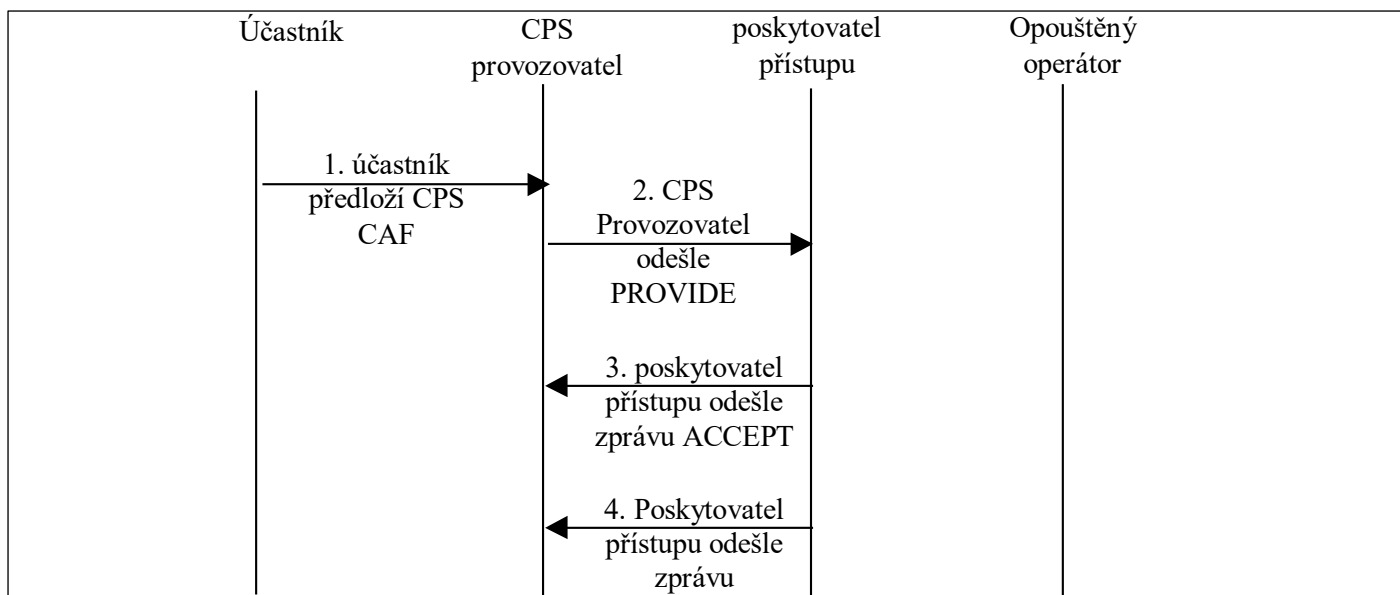 Účastník
CPS
provozovatel
poskytovatel
přístupu
Opouštěný
operátor
1. účastník
předloží CPS
CAF
2. CPS
Provozovatel
odešle
PROVIDE
3. poskytovatel
přístupu odešle
zprávu ACCEPT
4. Poskytovatel
přístupu odešle
zprávu